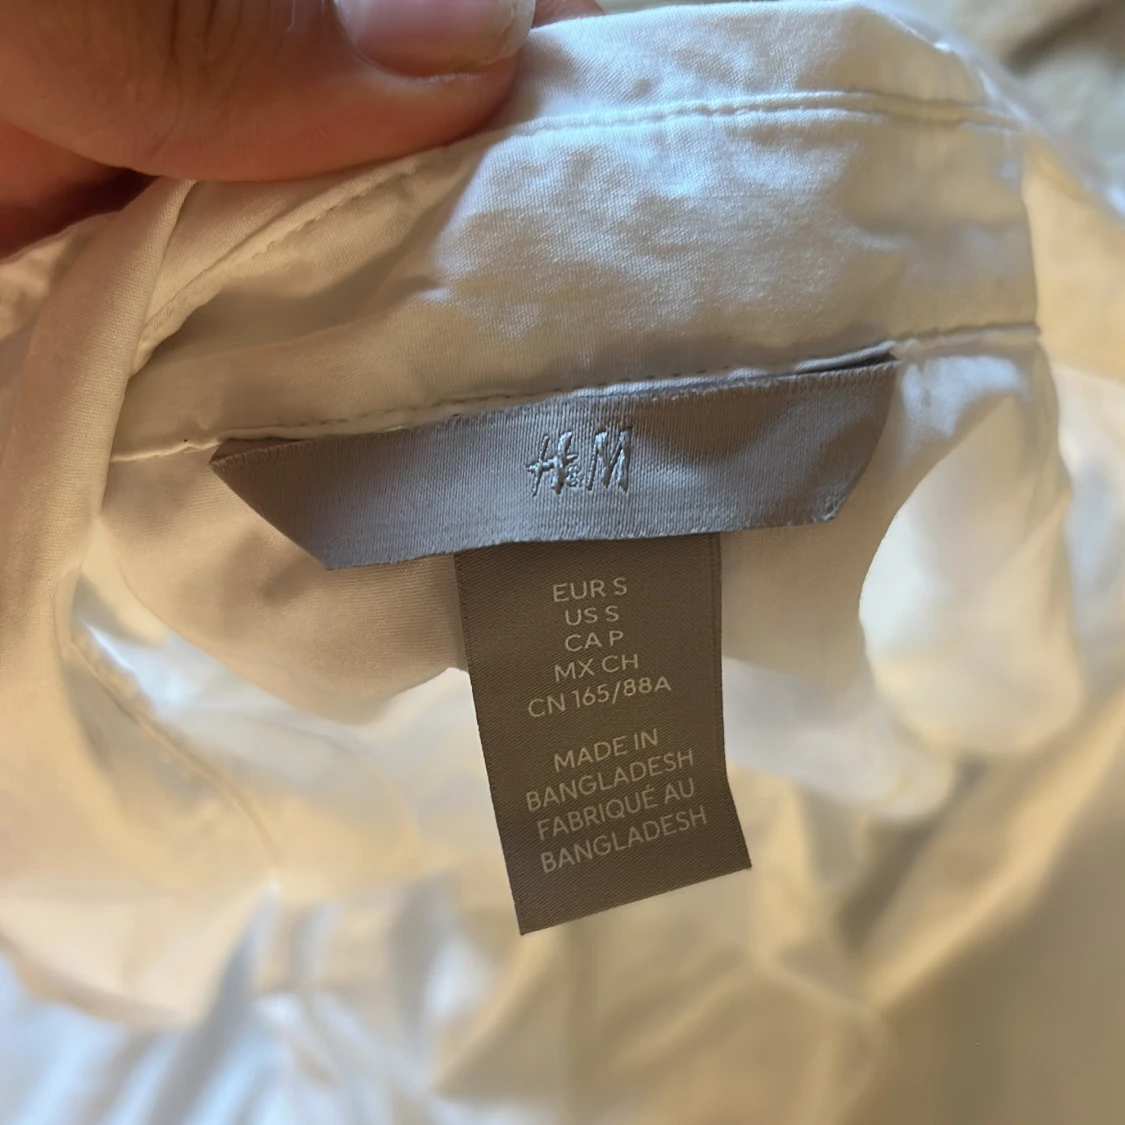 H&M
EUR S
US S
CA P
MX CH
CN 165/88A
MADE IN
BANGLADESH
FABRIQUÉ AU
BANGLADESH